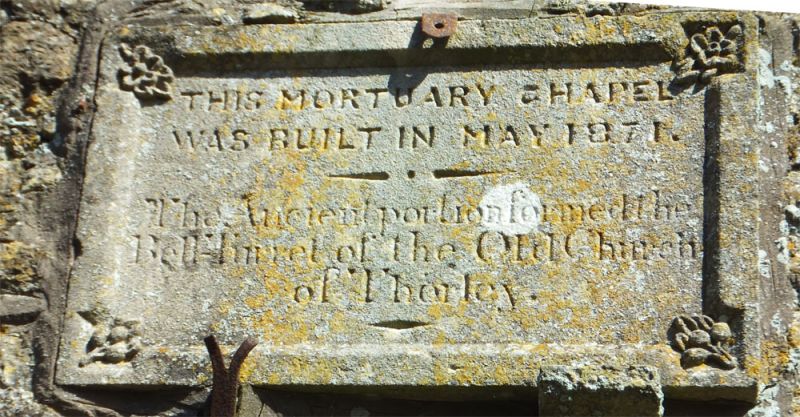 THIS MORTUARY CHAPEL
WAS BUILT IN MAY 1871.
The Ancient portion formed the
Bell-Turret of the Old Church
of Thorley.